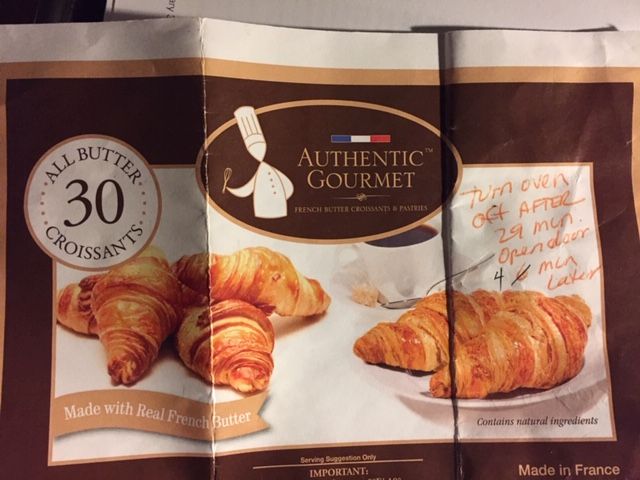 ALL BUTTER
30
CROISSANTS
AUTHENTIC™
GOURMET
FRENCH BUTTER CROISSANTS & PASTRIES
Turn oven
off AFTER
29 min.
Open door
4 min
Later
Made with Real French Butter
Contains natural ingredients
Serving Suggestion Only
IMPORTANT:
Made in France